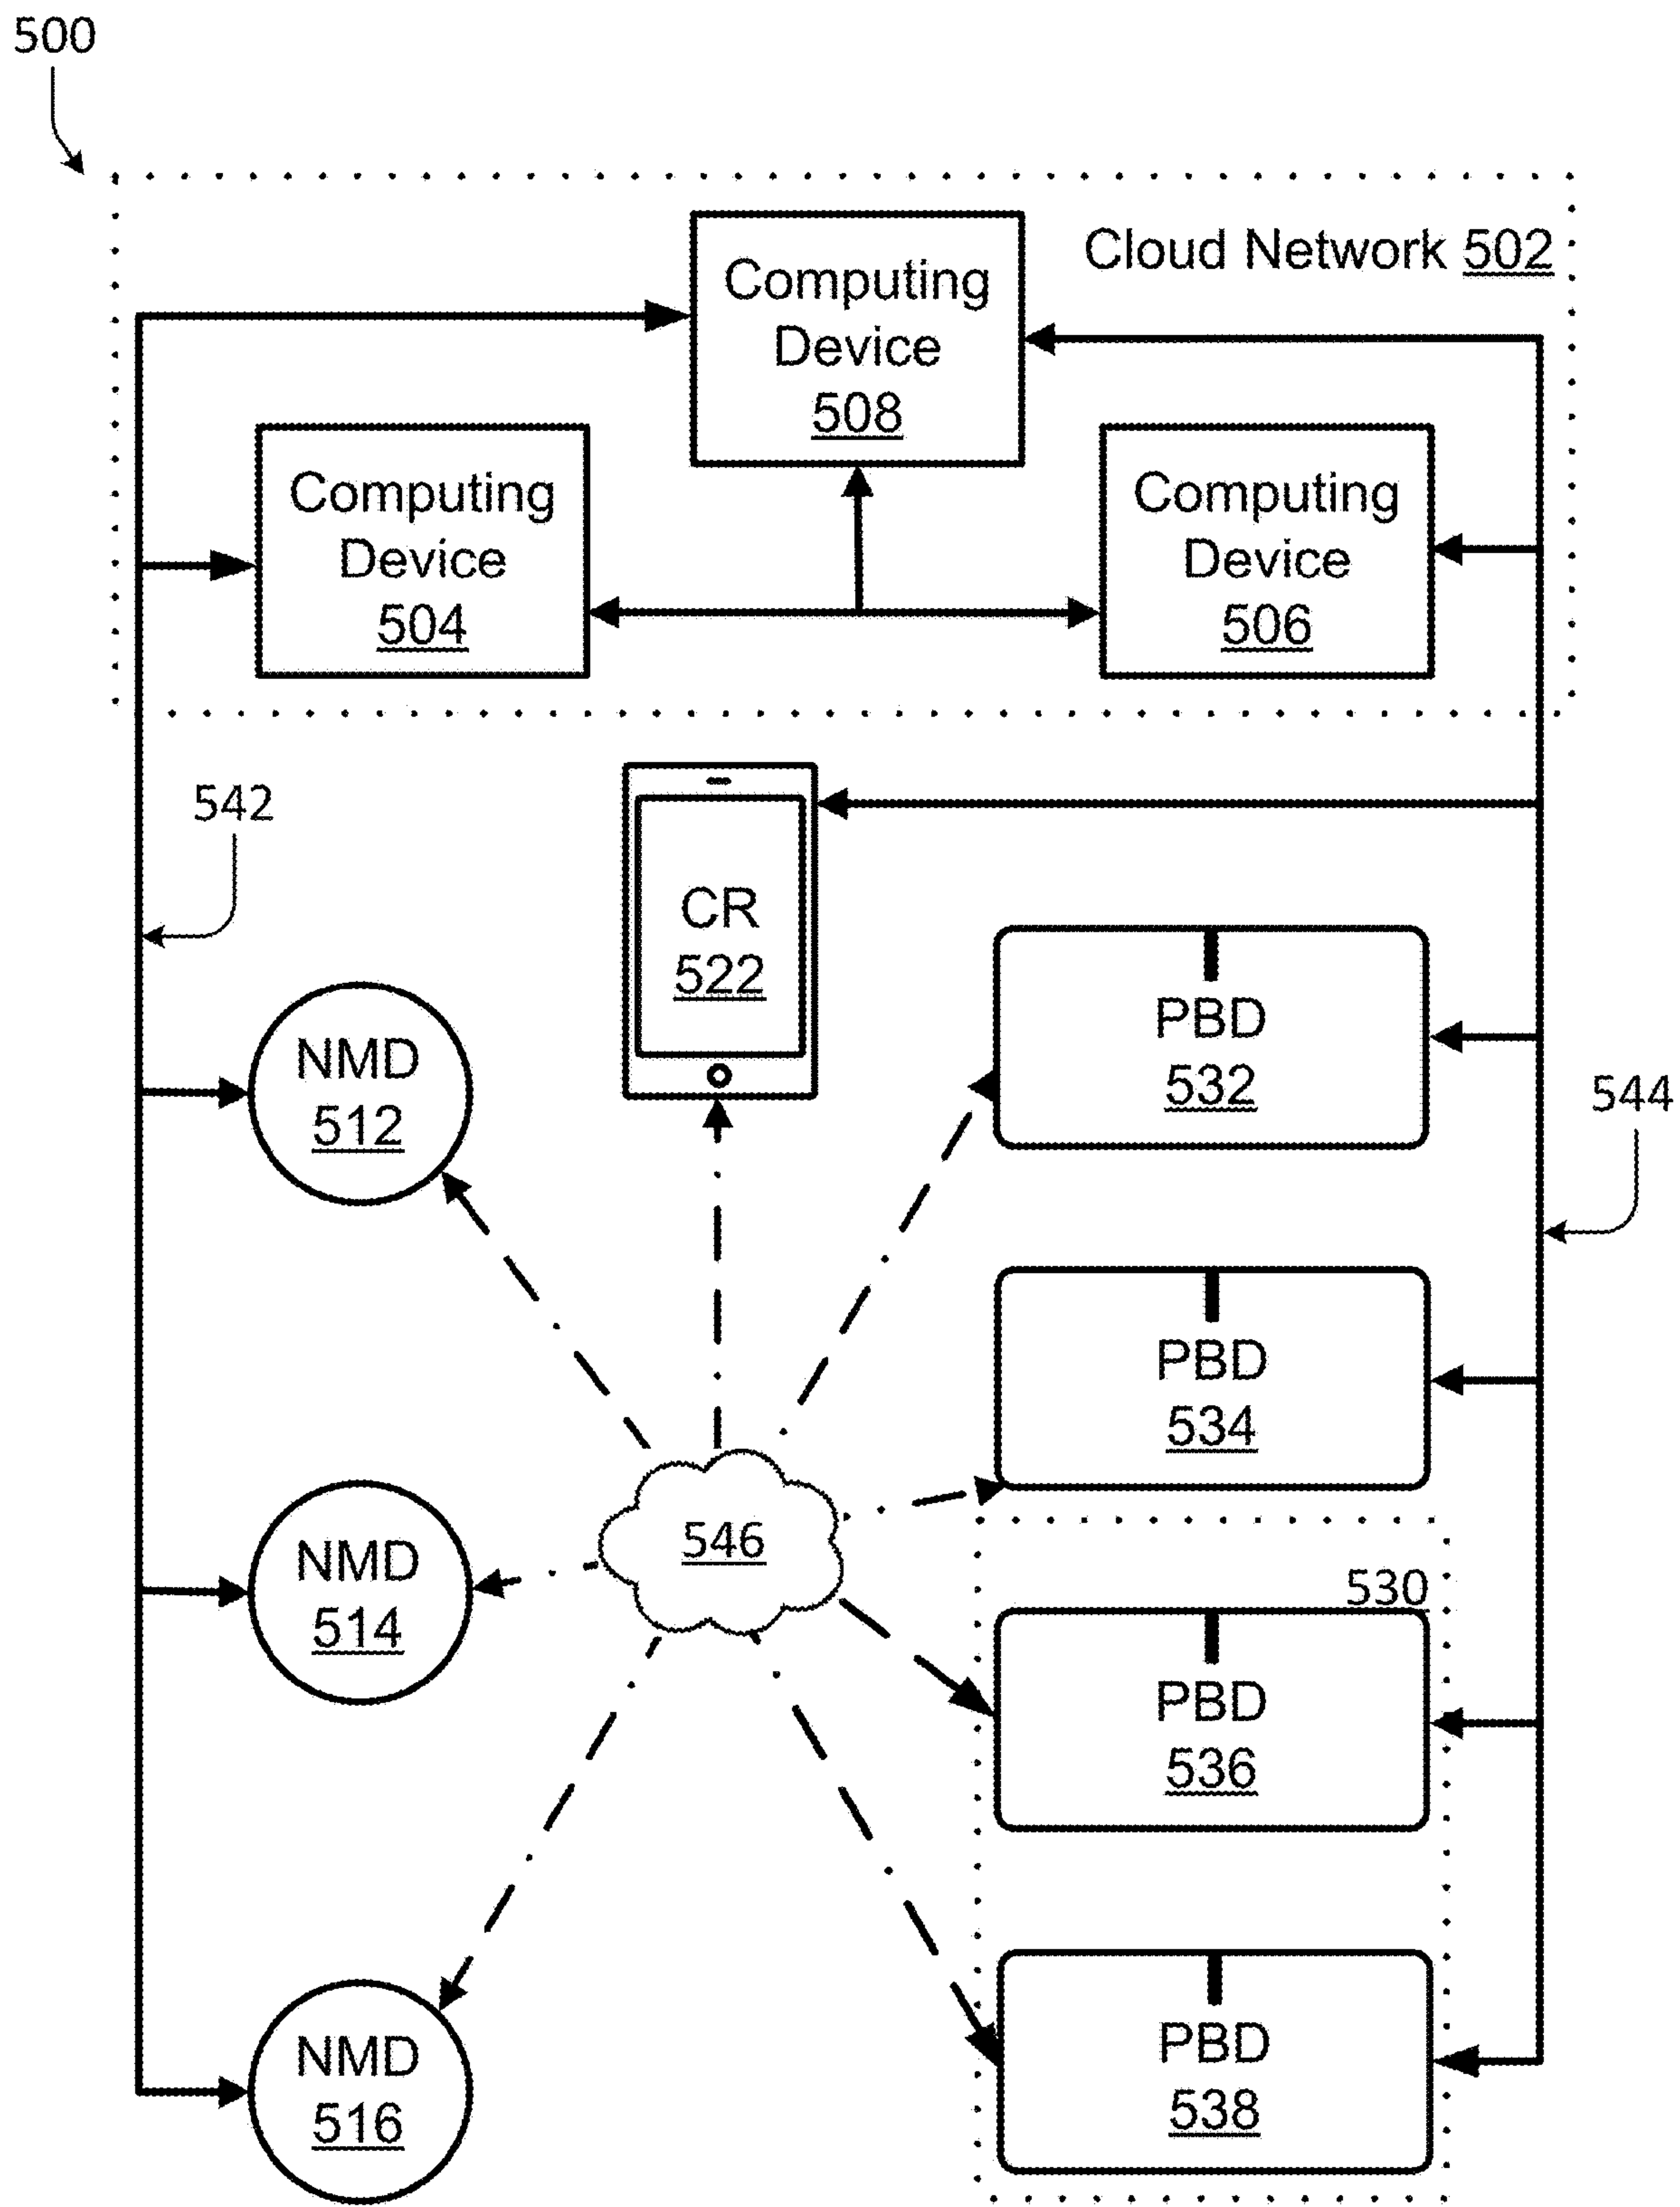 500
Cloud Network 502
Computing
Device
508
Computing
Device
504
Computing
Device
506
542
CR
522
NMD
512
PBD
532
544
PBD
534
546
NMD
514
530
PBD
536
NMD
516
PBD
538